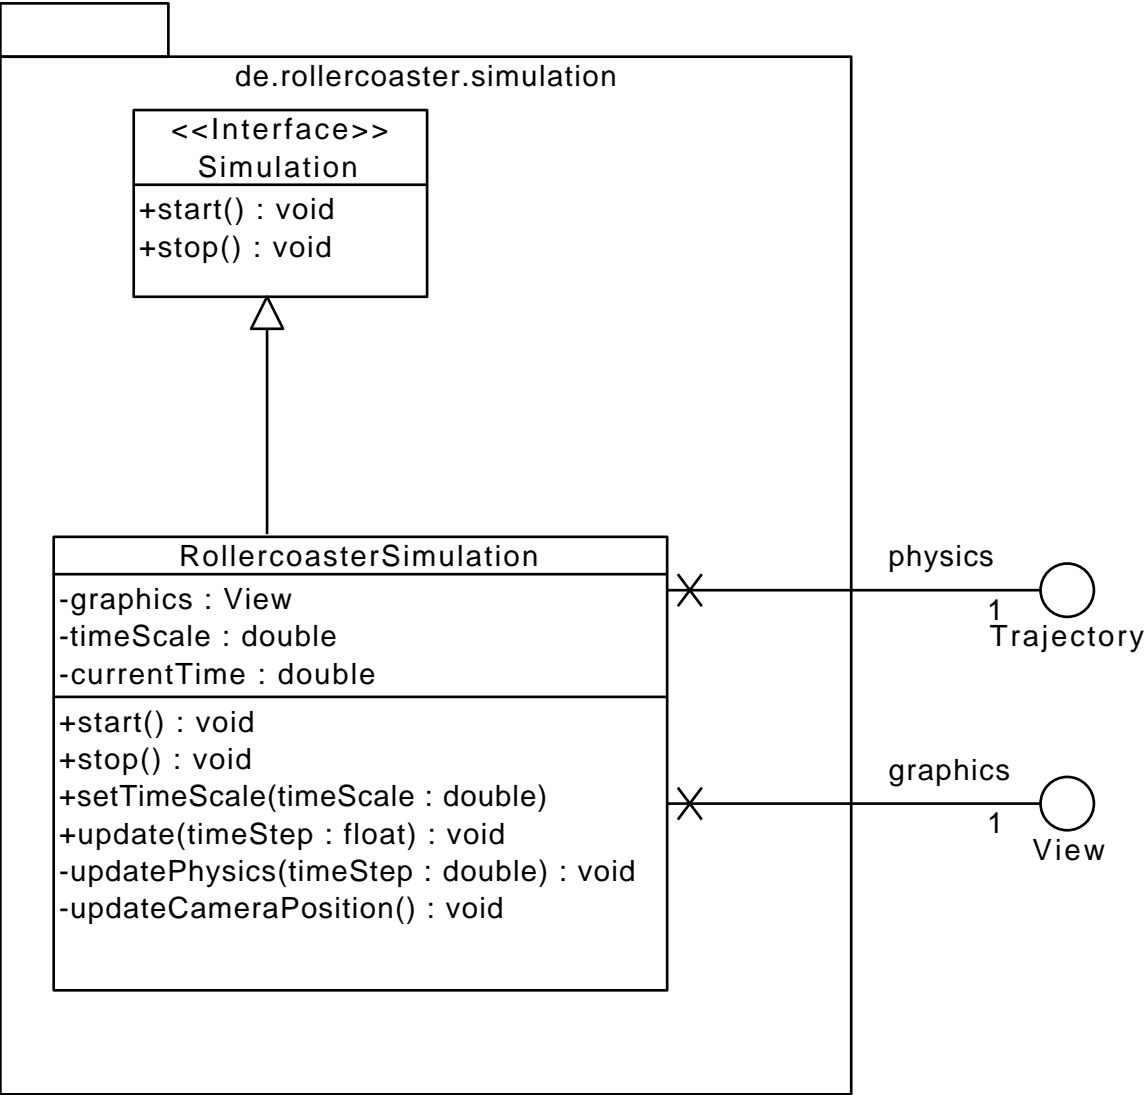 de.rollercoaster.simulation
<<Interface>>
Simulation
+start() : void
+stop() : void
RollercoasterSimulation
-graphics : View
-timeScale : double
-currentTime : double
+start() : void
+stop() : void
+setTimeScale(timeScale : double)
+update(timeStep : float) : void
-updatePhysics(timeStep : double) : void
-updateCameraPosition() : void
physics
1
Trajectory
graphics
1
View